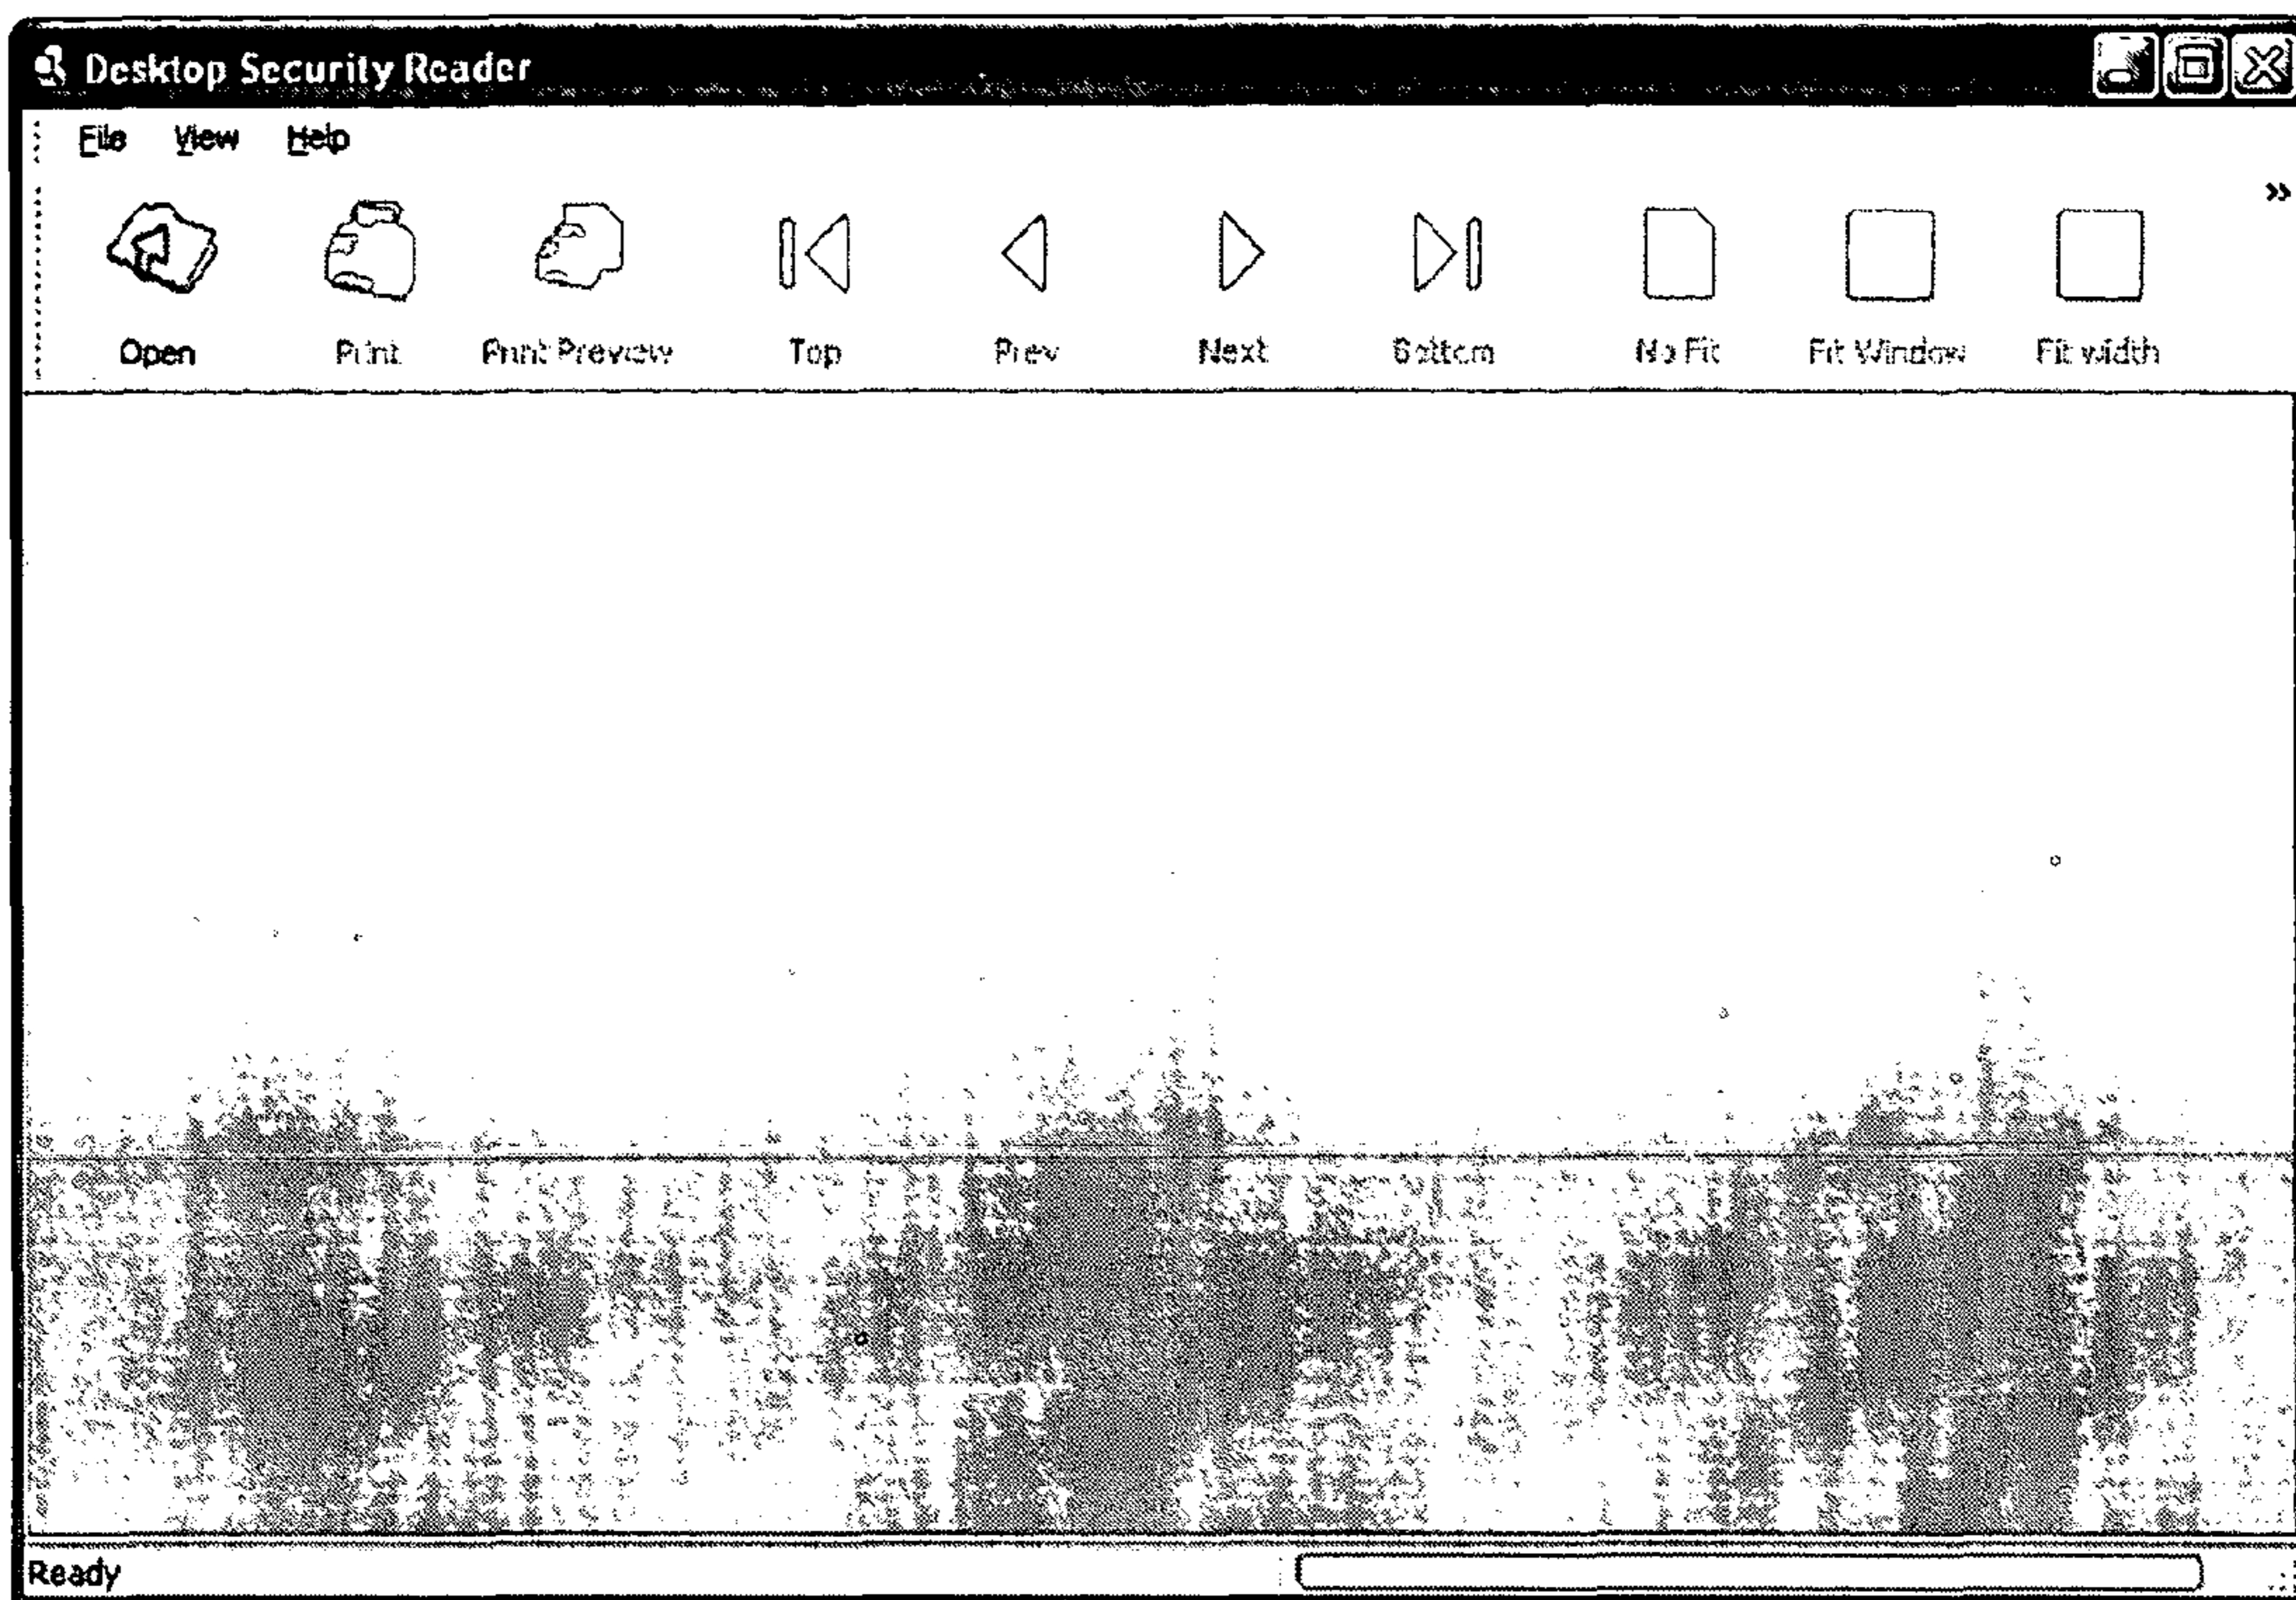 Desktop Security Reader
File View Help
»
Open Print Print Preview Top Prev Next Bottom No Fit Fit Window Fit width
Ready